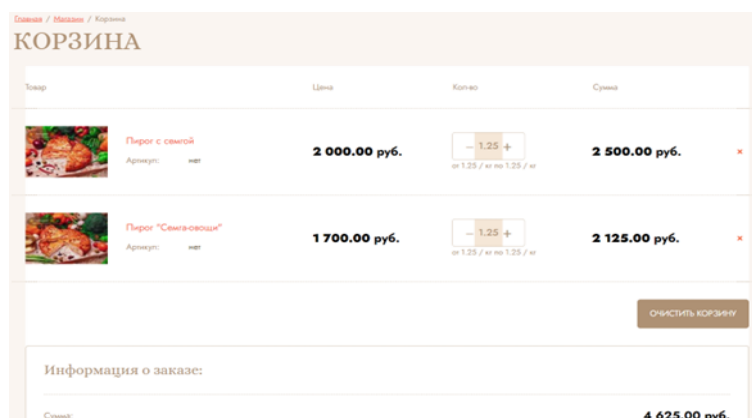 Главная / Магазин / Корзина
КОРЗИНА
Товар Цена Кол-во Сумма
Пирог с семгой
Артикул: нет
2 000.00 руб.
– 1.25 +
от 1.25 / кг по 1.25 / кг
2 500.00 руб. ×
Пирог "Семга-овощи"
Артикул: нет
1 700.00 руб.
– 1.25 +
от 1.25 / кг по 1.25 / кг
2 125.00 руб. ×
ОЧИСТИТЬ КОРЗИНУ
Информация о заказе:
Сумма: 4 625.00 руб.